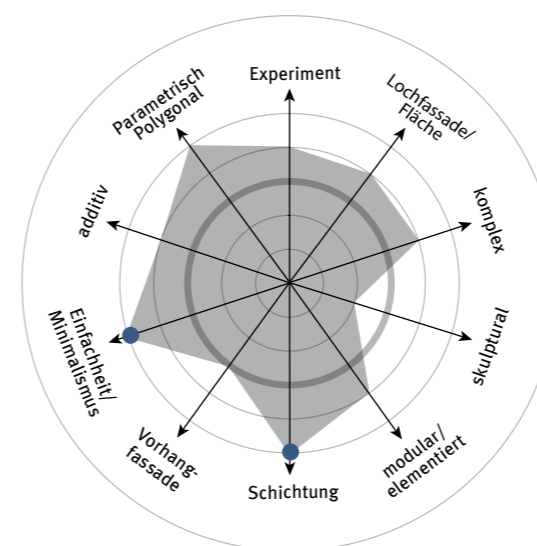 Experiment
Lochfassade/
Fläche
komplex
skulptural
modular/
elementiert
Schichtung
Vorhang-
fassade
Einfachheit/
Minimalismus
additiv
Parametrisch
Polygonal